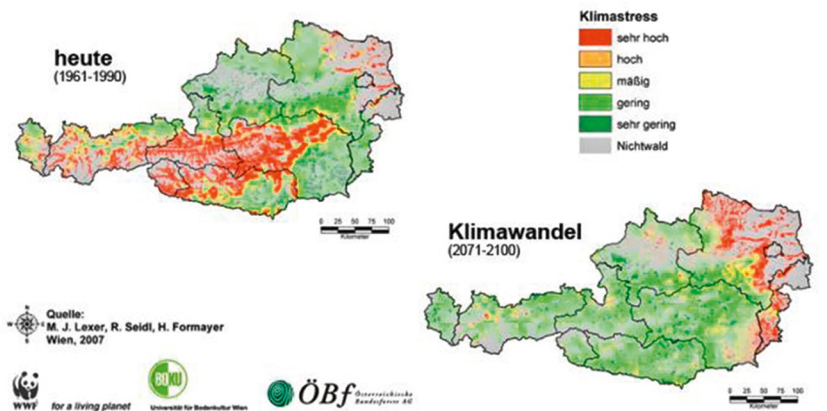 heute
(1961-1990)
Klimastress
sehr hoch
hoch
mäßig
gering
sehr gering
Nichtwald
0 25 50 75 100
Kilometer
Klimawandel
(2071-2100)
0 25 50 75 100
Kilometer
W
Quelle:
M. J. Lexer, R. Seidl, H. Formayer
Wien, 2007
WWF
for a living planet
BOKU
Universität für Bodenkultur Wien
ÖBf Österreichische
Bundesforste AG